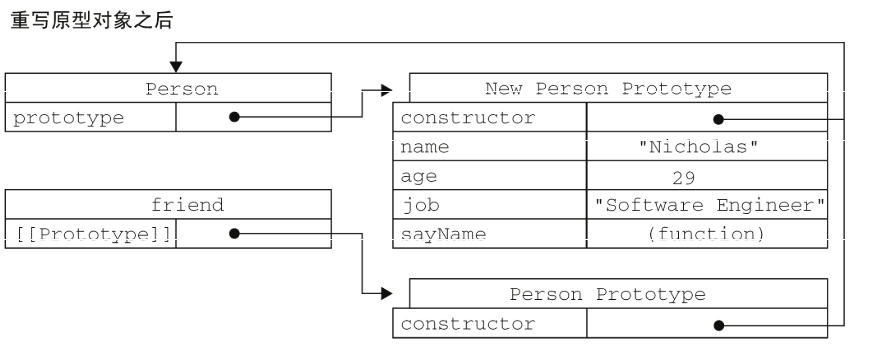 重写原型对象之后
Person
prototype
New Person Prototype
constructor
name "Nicholas"
age 29
job "Software Engineer"
sayName (function)
friend
[[Prototype]]
Person Prototype
constructor